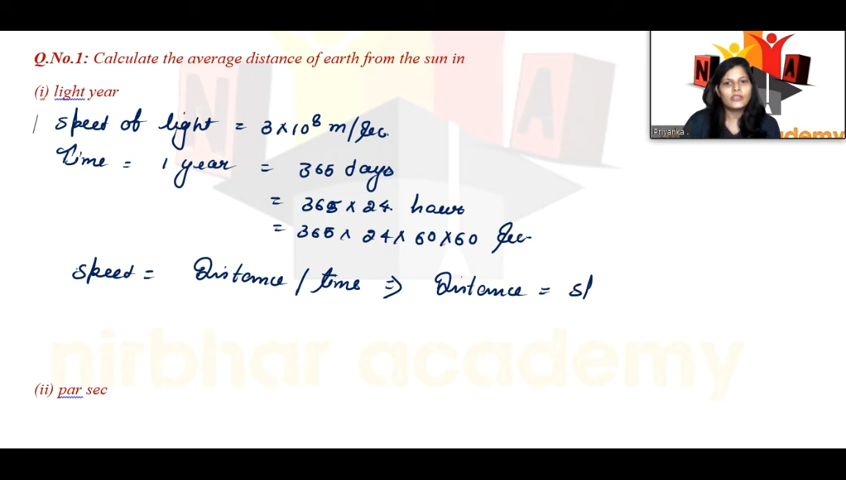 Q.No.1: Calculate the average distance of earth from the sun in
(i) light year
speed of light = 3×10⁸ m/sec
Time = 1 year = 365 days
= 365 × 24 hours
= 365 × 24 × 60 × 60 sec
speed = Distance / time ⇒ Distance = sp
(ii) par sec
nirbhar academy
N A
demy
Priyanka .